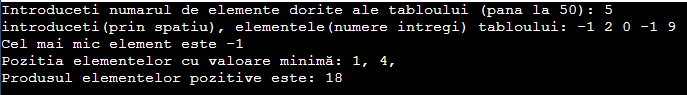 Introduceti numarul de elemente dorite ale tabloului (pana la 50): 5
introduceti(prin spatiu), elementele(numere intregi) tabloului: -1 2 0 -1 9
Cel mai mic element este -1
Pozitia elementelor cu valoare minimă: 1, 4,
Produsul elementelor pozitive este: 18